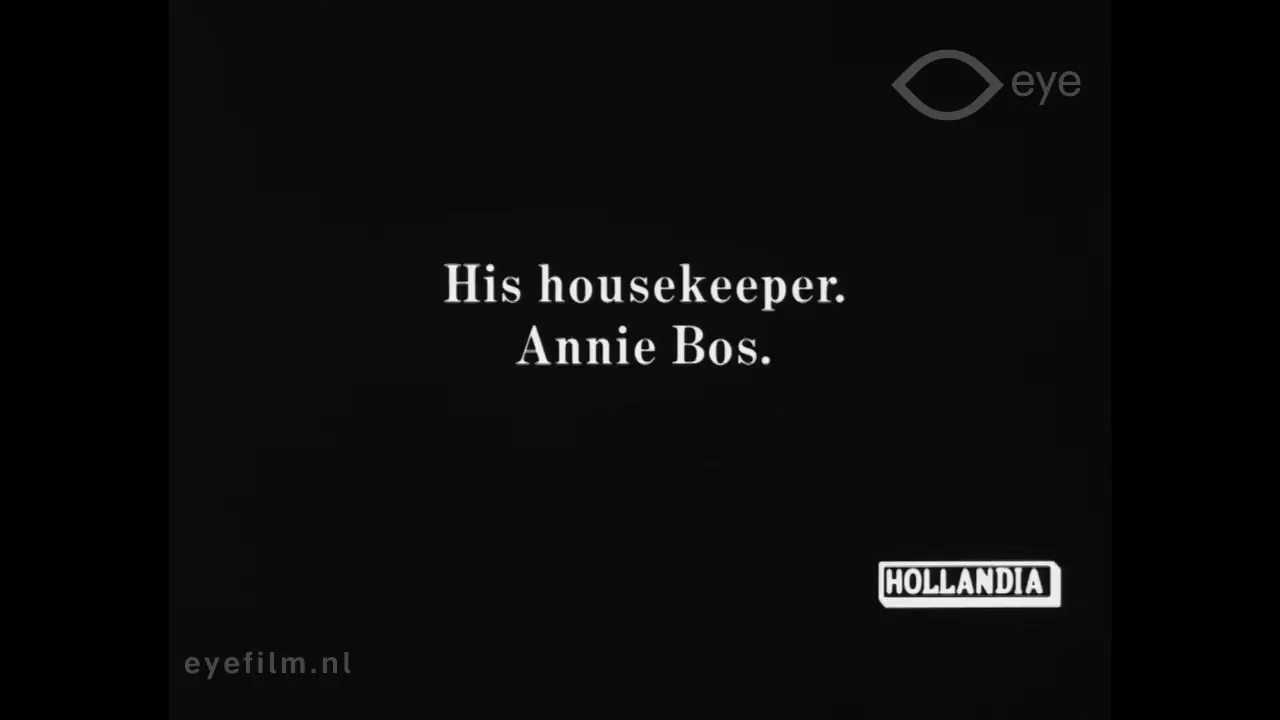 eye
His housekeeper.
Annie Bos.
HOLLANDIA
eyefilm.nl